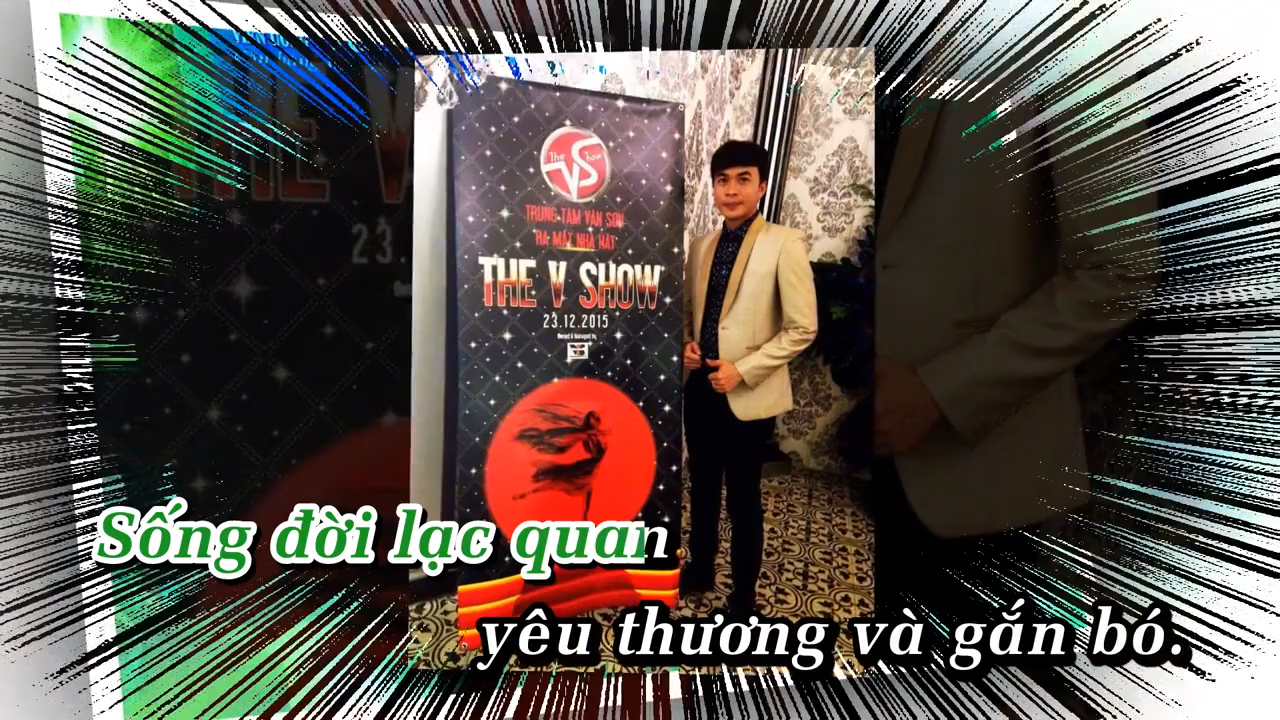 The Show
VS
TRUNG TÂM VÂN SƠN
RA MẮT NHÀ HÁT
THE V SHOW
23.12.2015
23.
Sống đời lạc quan
yêu thương và gắn bó.